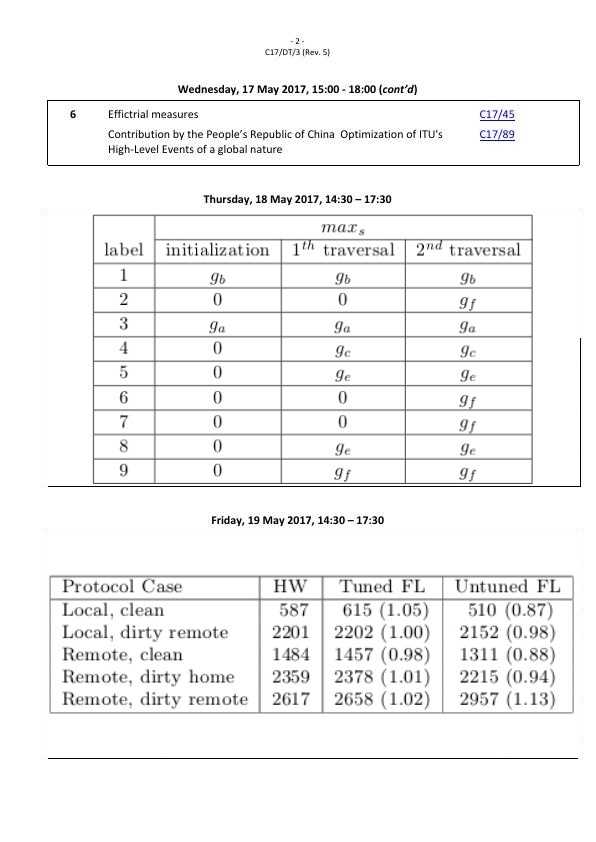 - 2 -
C17/DT/3 (Rev. 5)
Wednesday, 17 May 2017, 15:00 - 18:00 (cont’d)
6 Effictrial measures C17/45
Contribution by the People’s Republic of China Optimization of ITU's C17/89
High-Level Events of a global nature
Thursday, 18 May 2017, 14:30 – 17:30
max_s
label initialization 1^th traversal 2^nd traversal
1 g_b g_b g_b
2 0 0 g_f
3 g_a g_a g_a
4 0 g_c g_c
5 0 g_e g_e
6 0 0 g_f
7 0 0 g_f
8 0 g_e g_e
9 0 g_f g_f
Friday, 19 May 2017, 14:30 – 17:30
Protocol Case HW Tuned FL Untuned FL
Local, clean 587 615 (1.05) 510 (0.87)
Local, dirty remote 2201 2202 (1.00) 2152 (0.98)
Remote, clean 1484 1457 (0.98) 1311 (0.88)
Remote, dirty home 2359 2378 (1.01) 2215 (0.94)
Remote, dirty remote 2617 2658 (1.02) 2957 (1.13)